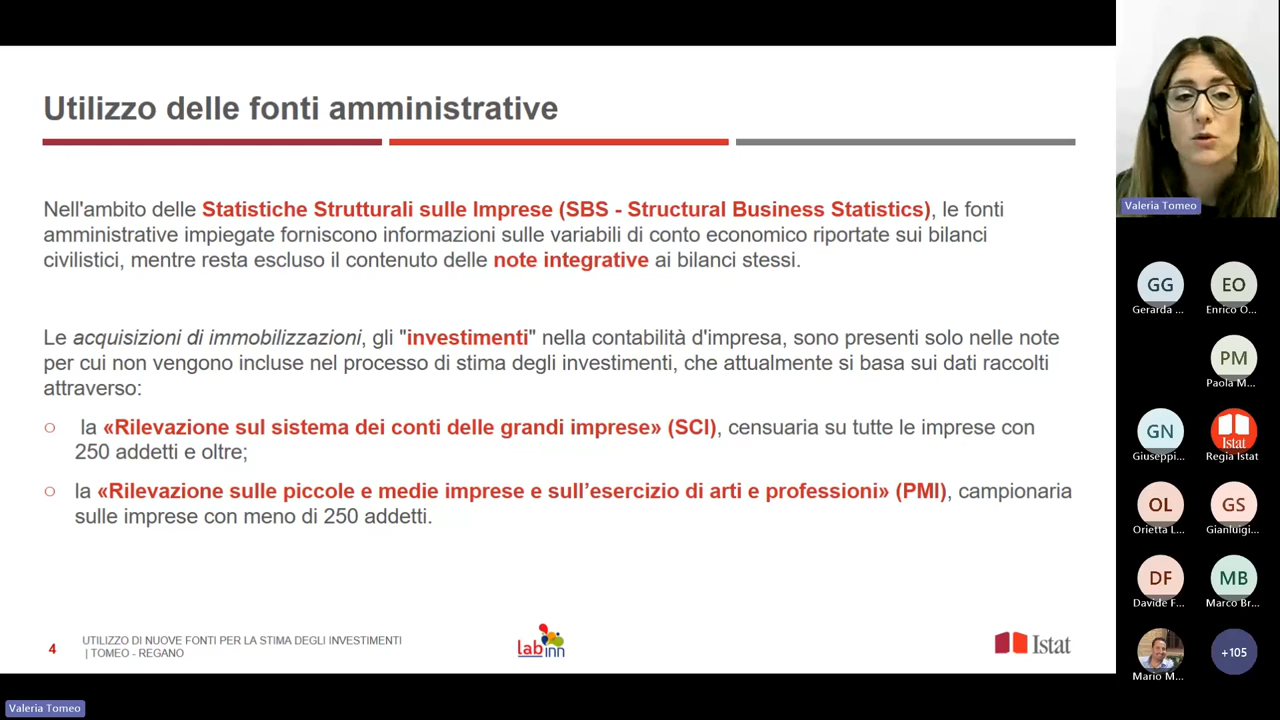 Utilizzo delle fonti amministrative
Nell'ambito delle Statistiche Strutturali sulle Imprese (SBS - Structural Business Statistics), le fonti
amministrative impiegate forniscono informazioni sulle variabili di conto economico riportate sui bilanci
civilistici, mentre resta escluso il contenuto delle note integrative ai bilanci stessi.
Le acquisizioni di immobilizzazioni, gli "investimenti" nella contabilità d'impresa, sono presenti solo nelle note
per cui non vengono incluse nel processo di stima degli investimenti, che attualmente si basa sui dati raccolti
attraverso:
○ la «Rilevazione sul sistema dei conti delle grandi imprese» (SCI), censuaria su tutte le imprese con
250 addetti e oltre;
○ la «Rilevazione sulle piccole e medie imprese e sull'esercizio di arti e professioni» (PMI), campionaria
sulle imprese con meno di 250 addetti.
4
UTILIZZO DI NUOVE FONTI PER LA STIMA DEGLI INVESTIMENTI
| TOMEO - REGANO
labinn
Istat
Valeria Tomeo
GG
Gerarda ...
EO
Enrico O...
PM
Paola M...
GN
Giuseppi...
Istat
Regia Istat
OL
Orietta L...
GS
Gianluigi...
DF
Davide F...
MB
Marco Br...
Mario M...
+105
Valeria Tomeo